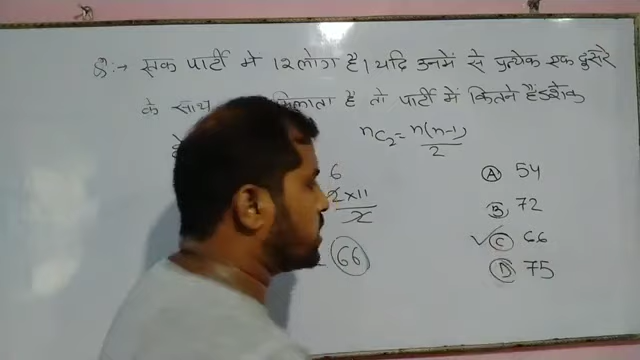 प्र:→ एक पार्टी में 12 लोग हैं। यदि उनमें से प्रत्येक एक दुसरे
के साथ मिलाता है तो पार्टी में कितने हैंडशेक
nC₂ = n(n-1)/2
6
2×11/2
66
Ⓐ 54
Ⓑ 72
✓Ⓒ 66
Ⓓ 75